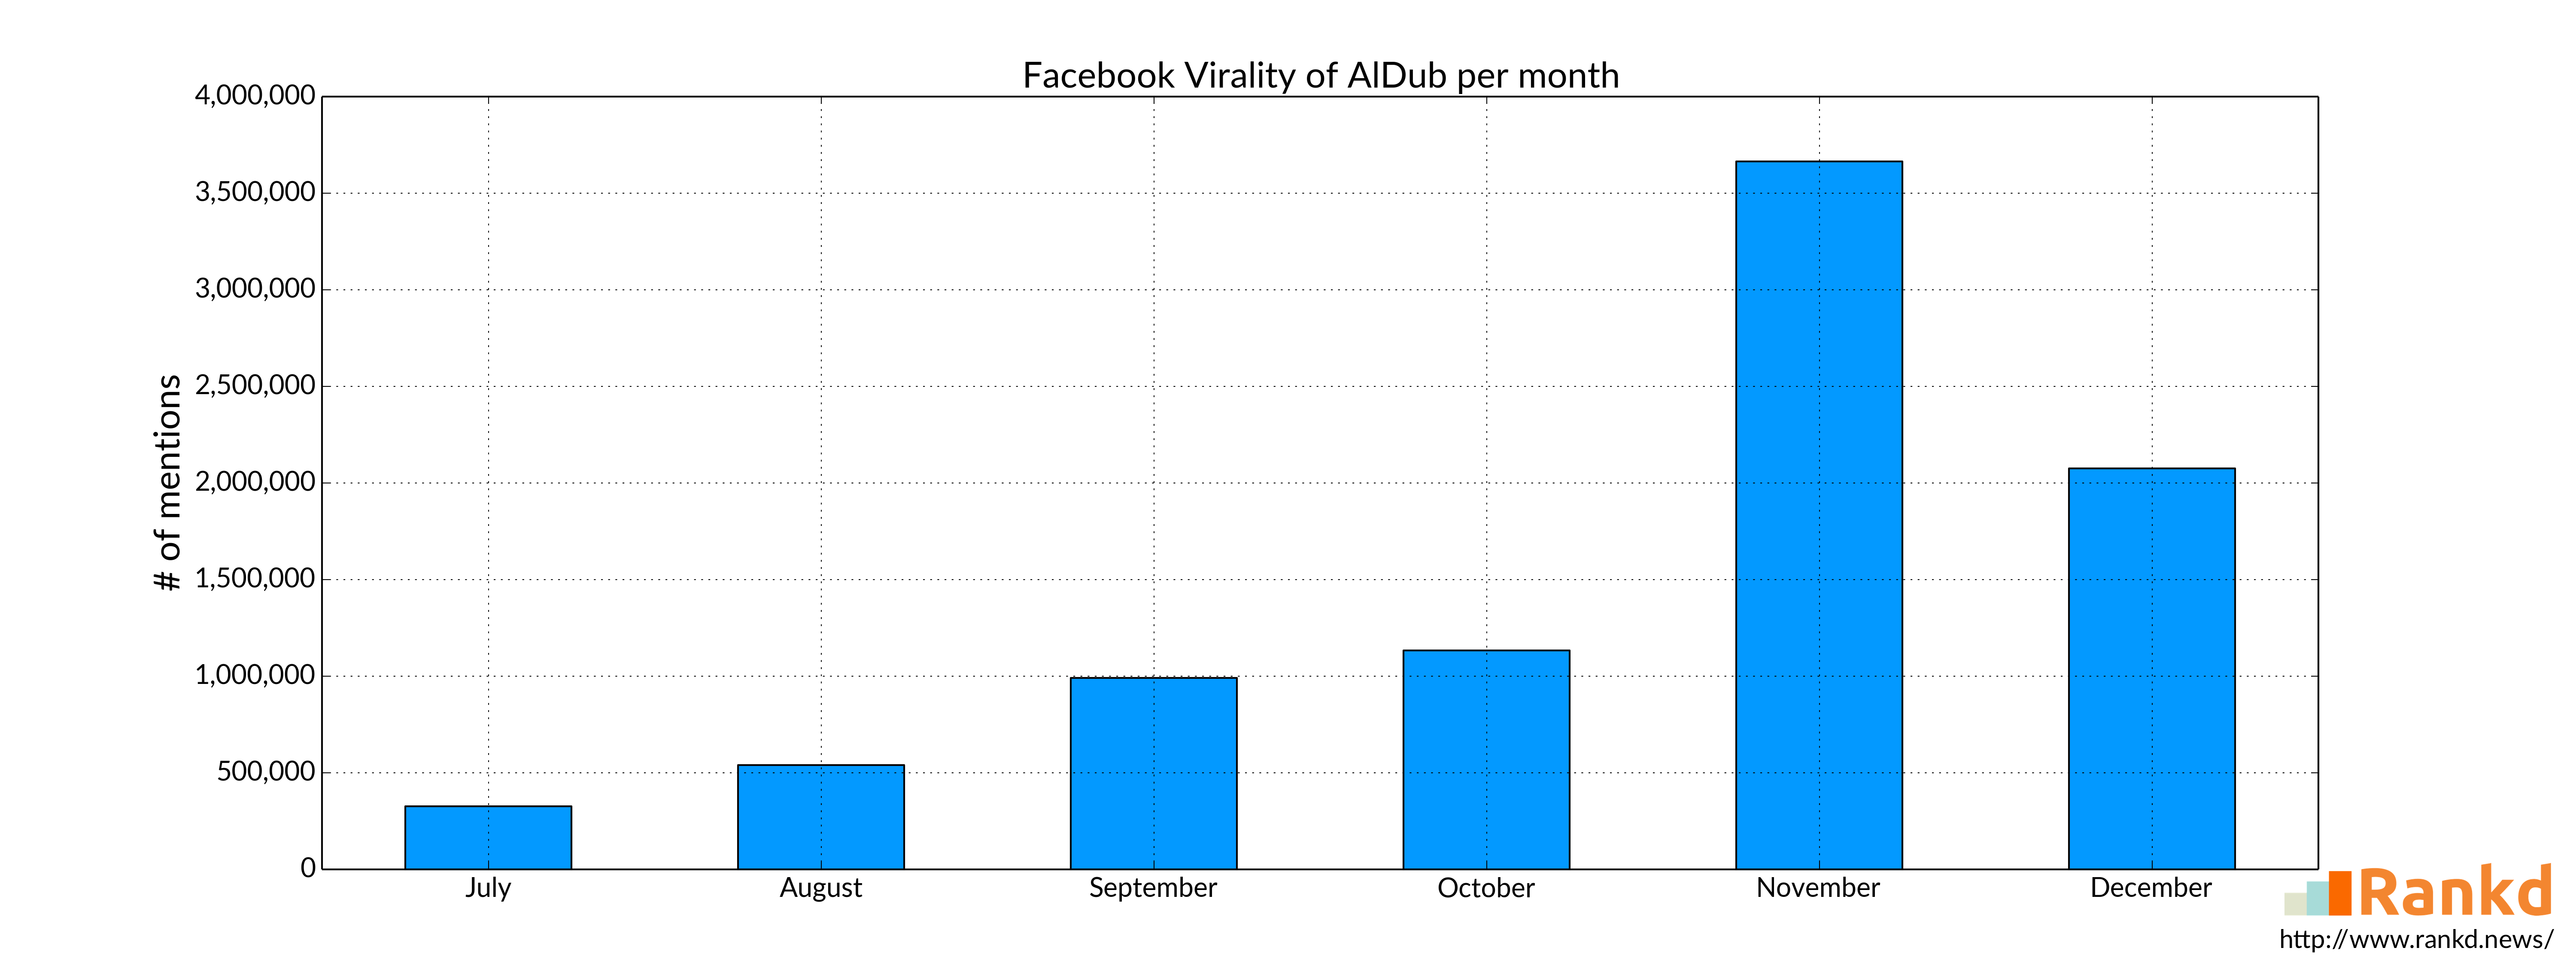 Facebook Virality of AlDub per month
4,000,000
3,500,000
3,000,000
2,500,000
2,000,000
1,500,000
1,000,000
500,000
0
# of mentions
July August September October November December
Rankd
http://www.rankd.news/